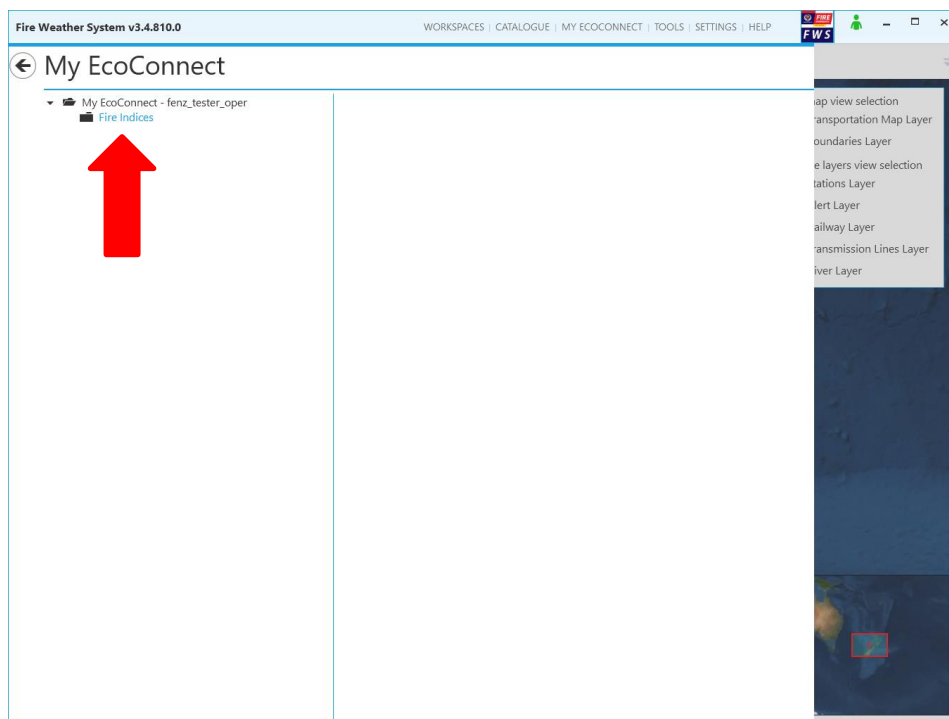 Fire Weather System v3.4.810.0
WORKSPACES | CATALOGUE | MY ECOCONNECT | TOOLS | SETTINGS | HELP
FIRE
FWS
My EcoConnect
My EcoConnect - fenz_tester_oper
Fire Indices
ap view selection
ransportation Map Layer
oundaries Layer
e layers view selection
tations Layer
lert Layer
ailway Layer
ransmission Lines Layer
iver Layer